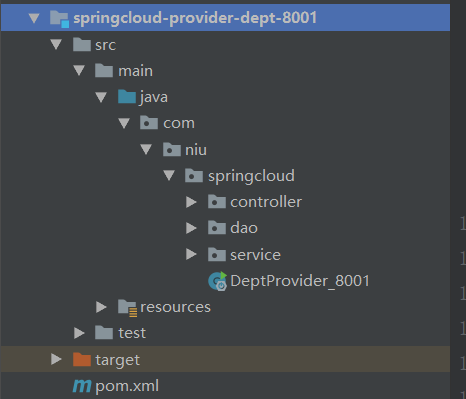 springcloud-provider-dept-8001
src
main
java
com
niu
springcloud
controller
dao
service
DeptProvider_8001
resources
test
target
pom.xml